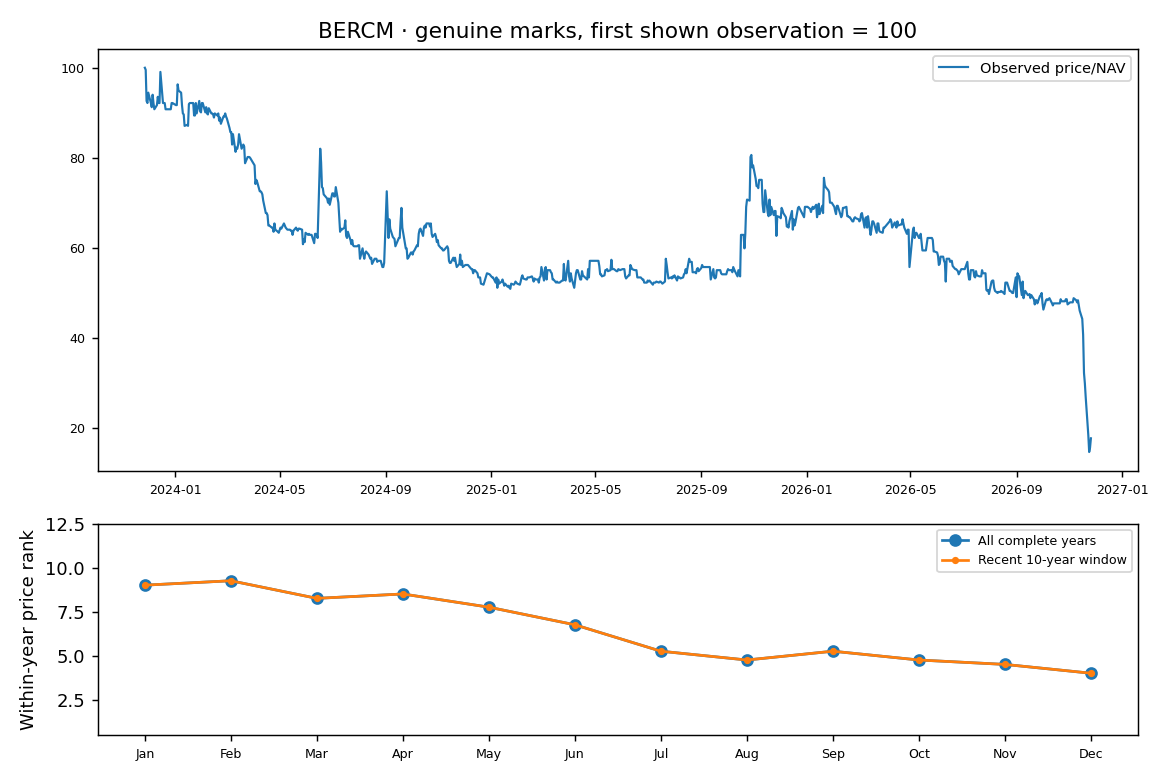 BERCM · genuine marks, first shown observation = 100
Observed price/NAV
100
80
60
40
20
2024-01 2024-05 2024-09 2025-01 2025-05 2025-09 2026-01 2026-05 2026-09 2027-01
Within-year price rank
12.5
10.0
7.5
5.0
2.5
All complete years
Recent 10-year window
Jan Feb Mar Apr May Jun Jul Aug Sep Oct Nov Dec